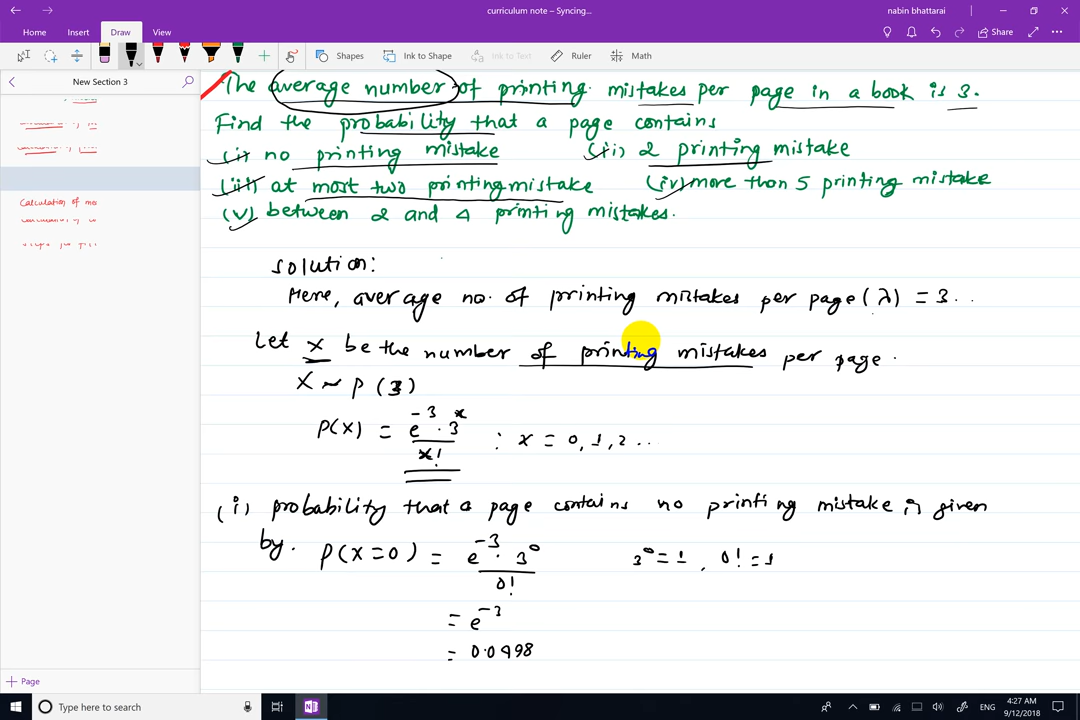 curriculum note - Syncing...
nabin bhattarai
Home Insert Draw View
Share
Shapes Ink to Shape Ink to Text Ruler Math
New Section 3
The average number of printing mistakes per page in a book is 3.
Find the probability that a page contains
(i) no printing mistake (ii) 2 printing mistake
(iii) at most two printing mistake (iv) more than 5 printing mistake
(v) between 2 and 4 printing mistakes.
Calculation of
solution:
Here, average no. of printing mistakes per page (λ) = 3..
Let X be the number of printing mistakes per page.
X ~ P (3)
P(X) = e^-3 . 3^x / x! : x = 0, 1, 2 ...
(i) probability that a page contains no printing mistake is given
by. P(X=0) = e^-3 . 3^0 / 0! 3^0 = 1, 0! = 1
= e^-3
= 0.0498
Page
Type here to search
ENG
4:27 AM
9/12/2018